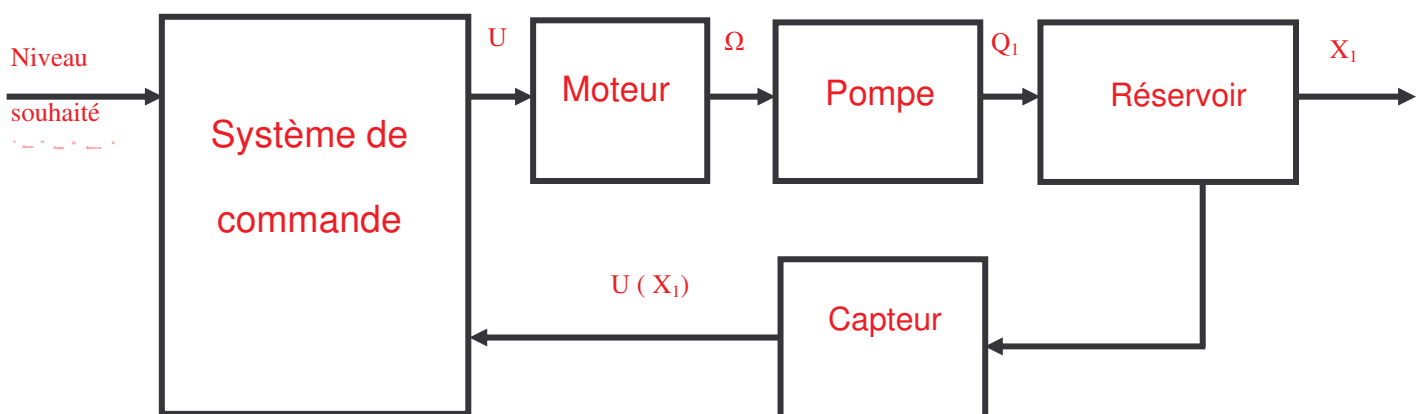 Niveau
souhaité
U
Ω
Q₁
X₁
Moteur
Pompe
Réservoir
Système de
commande
U ( X₁)
Capteur